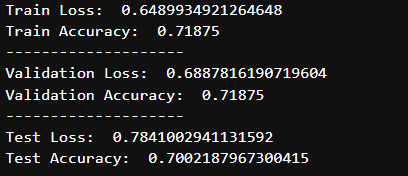 Train Loss:  0.6489934921264648
Train Accuracy:  0.71875
--------------------
Validation Loss:  0.6887816190719604
Validation Accuracy:  0.71875
--------------------
Test Loss:  0.7841002941131592
Test Accuracy:  0.7002187967300415